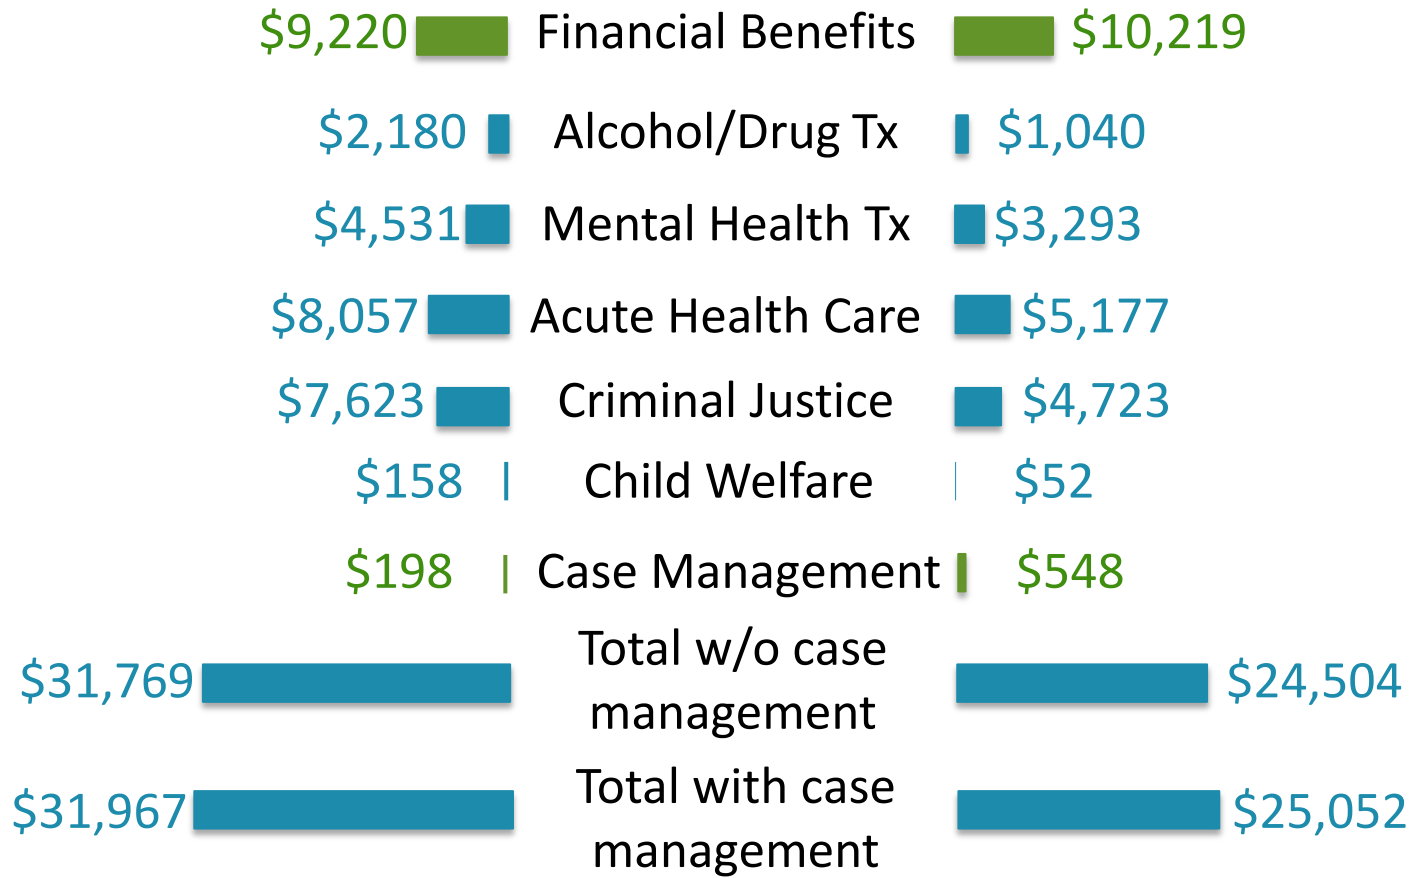 $9,220 Financial Benefits $10,219
$2,180 Alcohol/Drug Tx $1,040
$4,531 Mental Health Tx $3,293
$8,057 Acute Health Care $5,177
$7,623 Criminal Justice $4,723
$158 Child Welfare $52
$198 Case Management $548
Total w/o case
$31,769 $24,504
management
Total with case
$31,967 $25,052
management